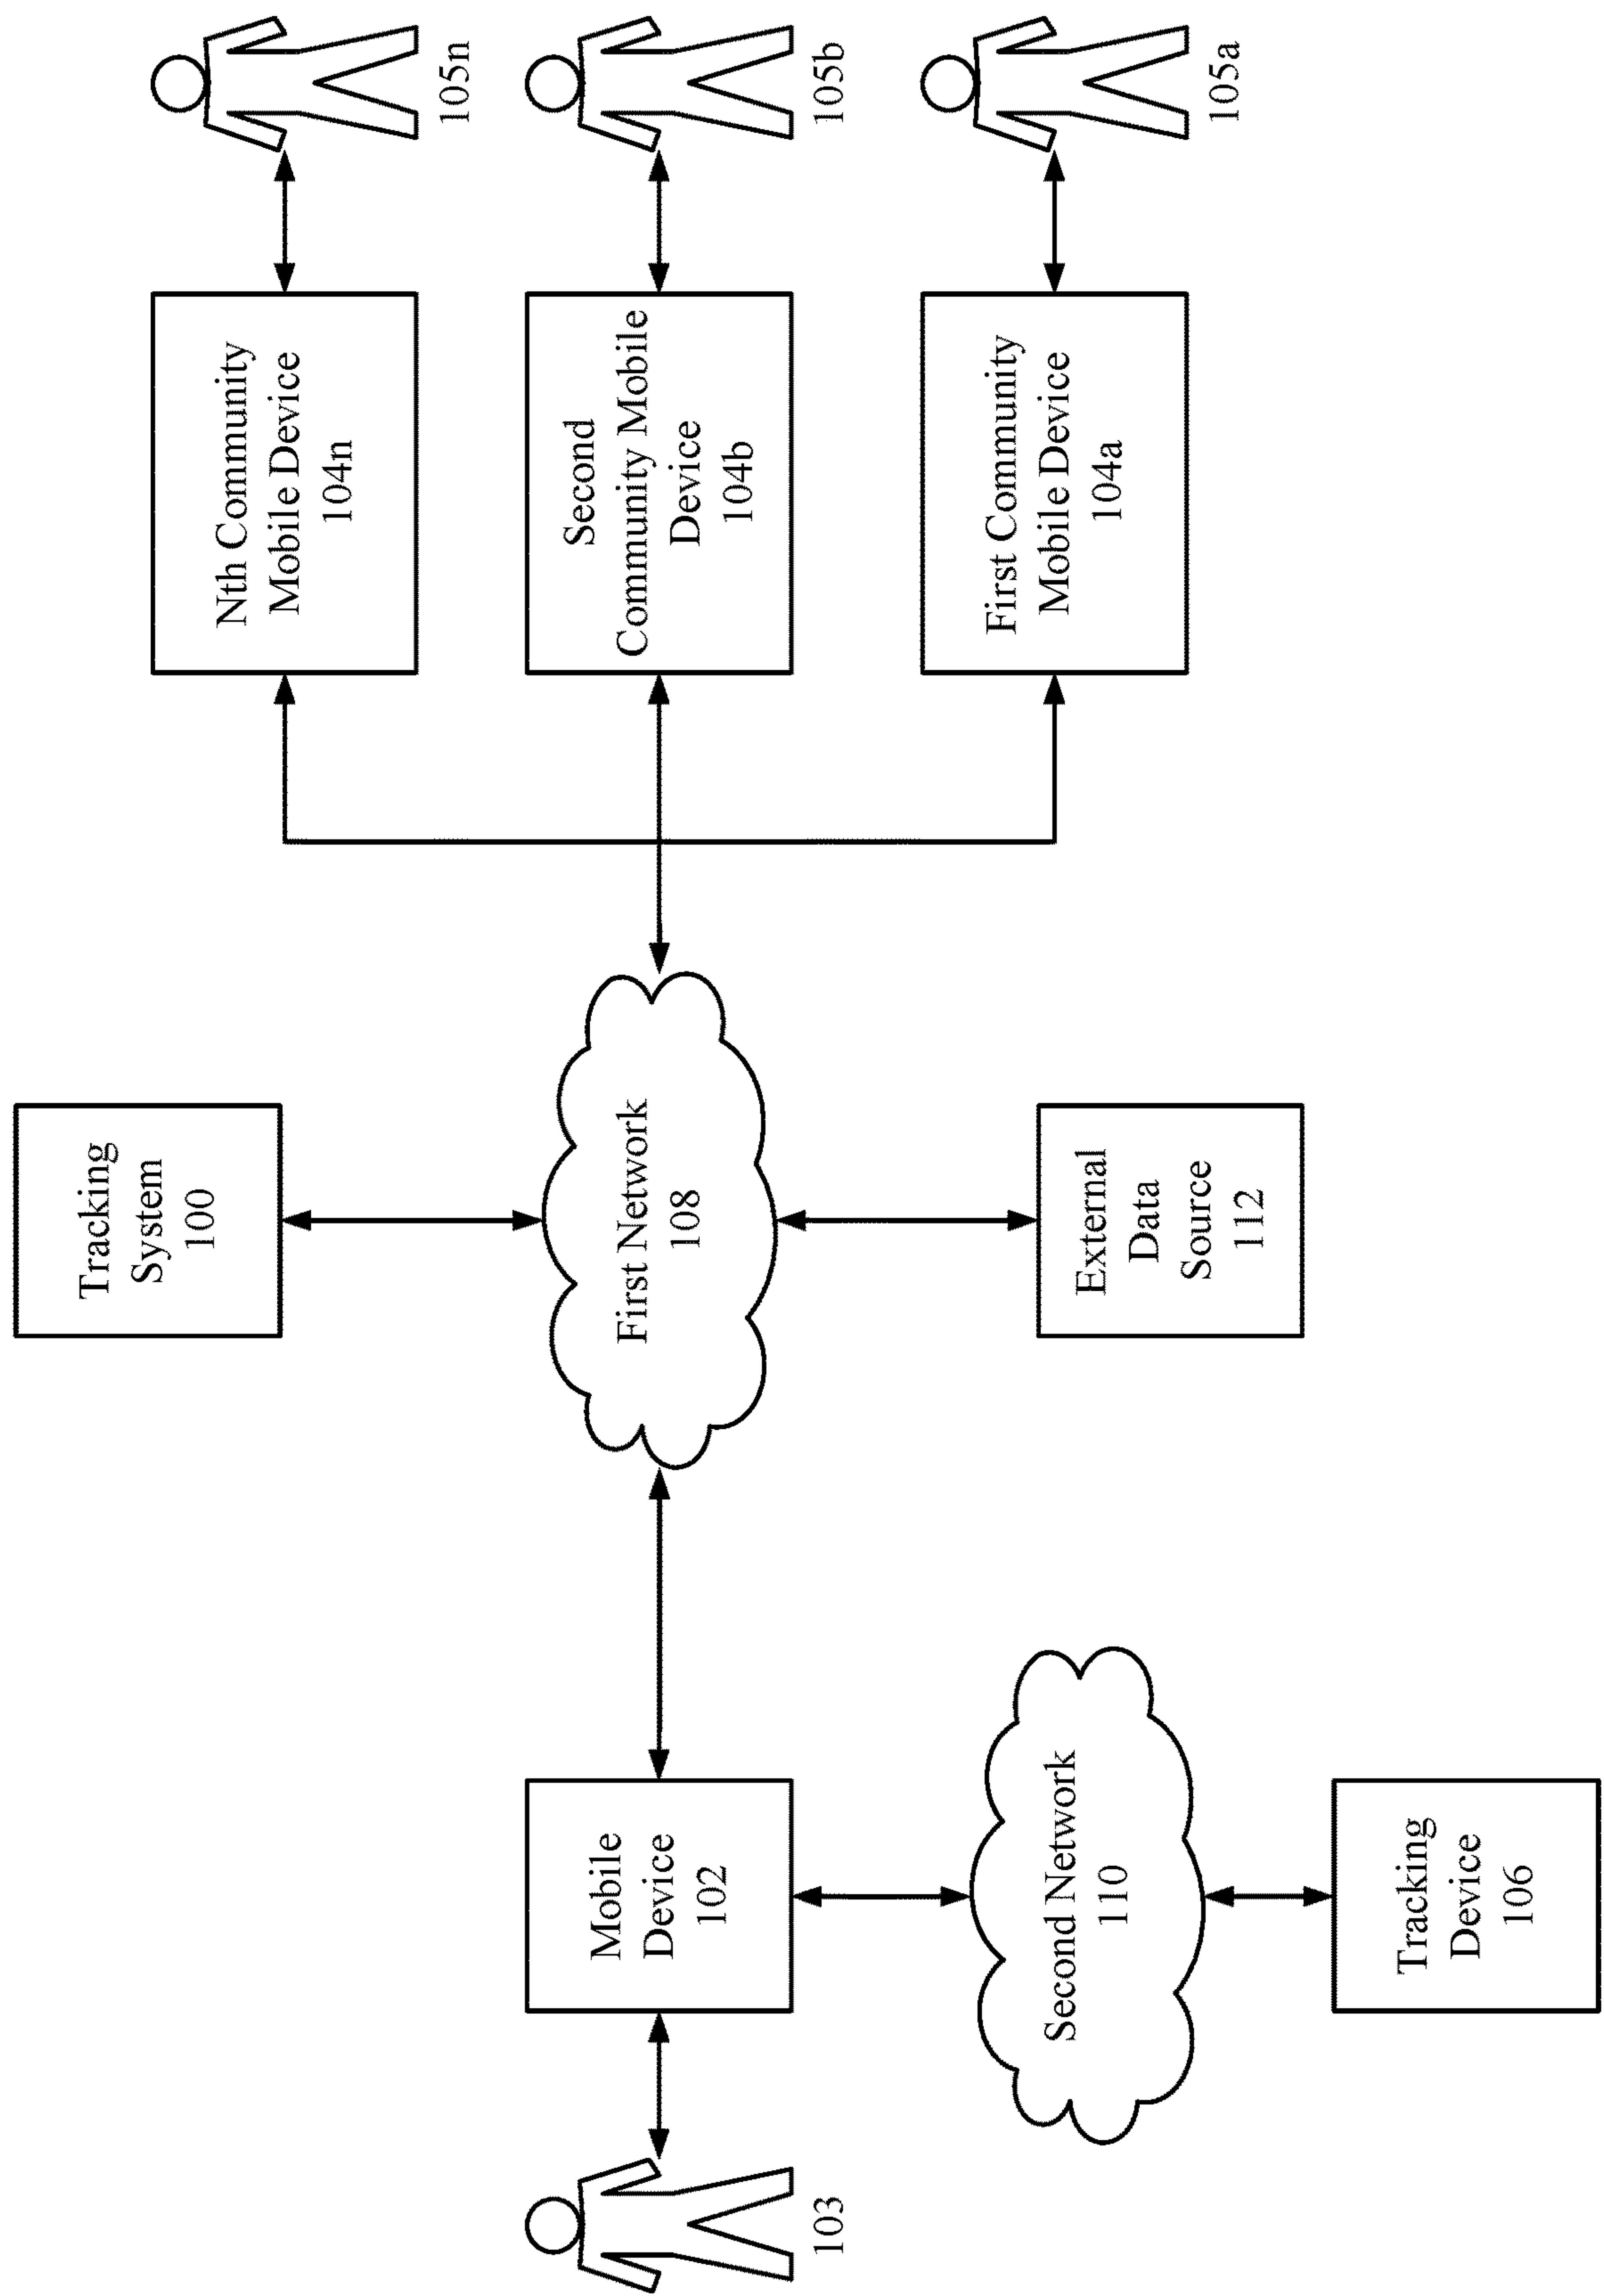 Tracking
System
100
Nth Community
Mobile Device
104n
105n
103
Mobile
Device
102
First Network
108
Second
Community Mobile
Device
104b
105b
Second Network
110
External
Data
Source
112
First Community
Mobile Device
104a
105a
Tracking
Device
106